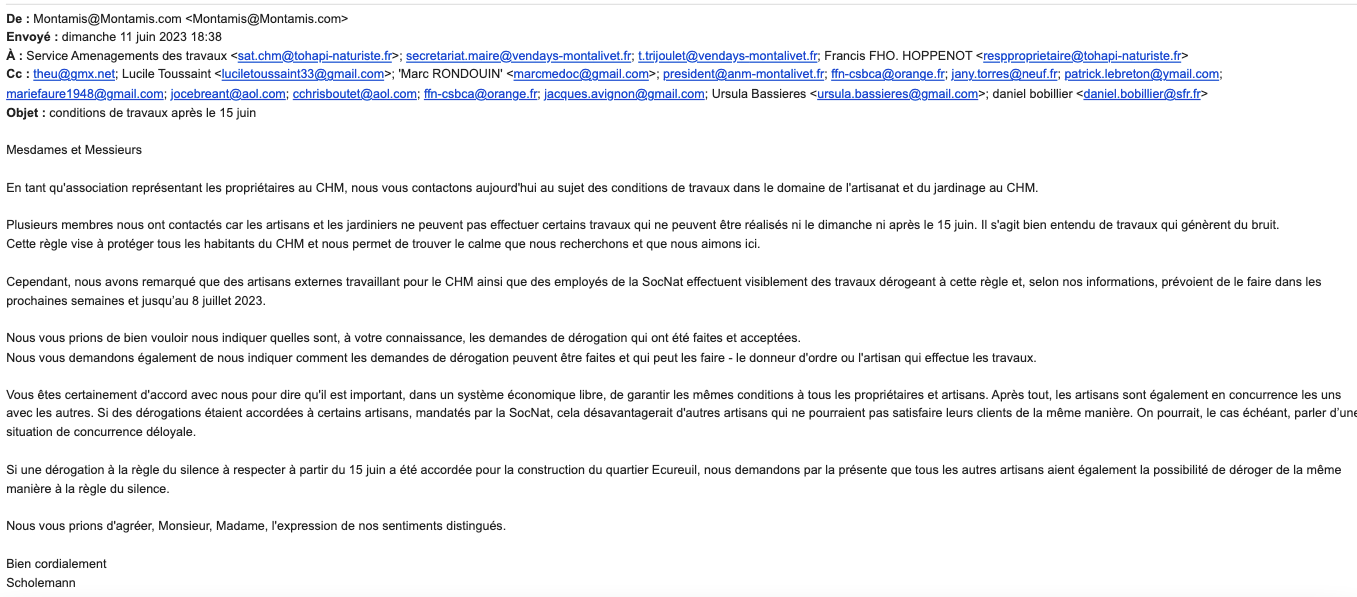 De : Montamis@Montamis.com <Montamis@Montamis.com>
Envoyé : dimanche 11 juin 2023 18:38
À : Service Amenagements des travaux <sat.chm@tohapi-naturiste.fr>; secretariat.maire@vendays-montalivet.fr; t.trijoulet@vendays-montalivet.fr; Francis FHO. HOPPENOT <respproprietaire@tohapi-naturiste.fr>
Cc : theu@gmx.net; Lucile Toussaint <luciletoussaint33@gmail.com>; 'Marc RONDOUIN' <marcmedoc@gmail.com>; president@anm-montalivet.fr; ffn-csbca@orange.fr; jany.torres@neuf.fr; patrick.lebreton@ymail.com;
mariefaure1948@gmail.com; jocebreant@aol.com; cchrisboutet@aol.com; ffn-csbca@orange.fr; jacques.avignon@gmail.com; Ursula Bassieres <ursula.bassieres@gmail.com>; daniel bobillier <daniel.bobillier@sfr.fr>
Objet : conditions de travaux après le 15 juin
Mesdames et Messieurs
En tant qu'association représentant les propriétaires au CHM, nous vous contactons aujourd'hui au sujet des conditions de travaux dans le domaine de l'artisanat et du jardinage au CHM.
Plusieurs membres nous ont contactés car les artisans et les jardiniers ne peuvent pas effectuer certains travaux qui ne peuvent être réalisés ni le dimanche ni après le 15 juin. Il s'agit bien entendu de travaux qui génèrent du bruit.
Cette règle vise à protéger tous les habitants du CHM et nous permet de trouver le calme que nous recherchons et que nous aimons ici.
Cependant, nous avons remarqué que des artisans externes travaillant pour le CHM ainsi que des employés de la SocNat effectuent visiblement des travaux dérogeant à cette règle et, selon nos informations, prévoient de le faire dans les
prochaines semaines et jusqu'au 8 juillet 2023.
Nous vous prions de bien vouloir nous indiquer quelles sont, à votre connaissance, les demandes de dérogation qui ont été faites et acceptées.
Nous vous demandons également de nous indiquer comment les demandes de dérogation peuvent être faites et qui peut les faire - le donneur d'ordre ou l'artisan qui effectue les travaux.
Vous êtes certainement d'accord avec nous pour dire qu'il est important, dans un système économique libre, de garantir les mêmes conditions à tous les propriétaires et artisans. Après tout, les artisans sont également en concurrence les uns
avec les autres. Si des dérogations étaient accordées à certains artisans, mandatés par la SocNat, cela désavantagerait d'autres artisans qui ne pourraient pas satisfaire leurs clients de la même manière. On pourrait, le cas échéant, parler d'une
situation de concurrence déloyale.
Si une dérogation à la règle du silence à respecter à partir du 15 juin a été accordée pour la construction du quartier Ecureuil, nous demandons par la présente que tous les autres artisans aient également la possibilité de déroger de la même
manière à la règle du silence.
Nous vous prions d'agréer, Monsieur, Madame, l'expression de nos sentiments distingués.
Bien cordialement
Scholemann